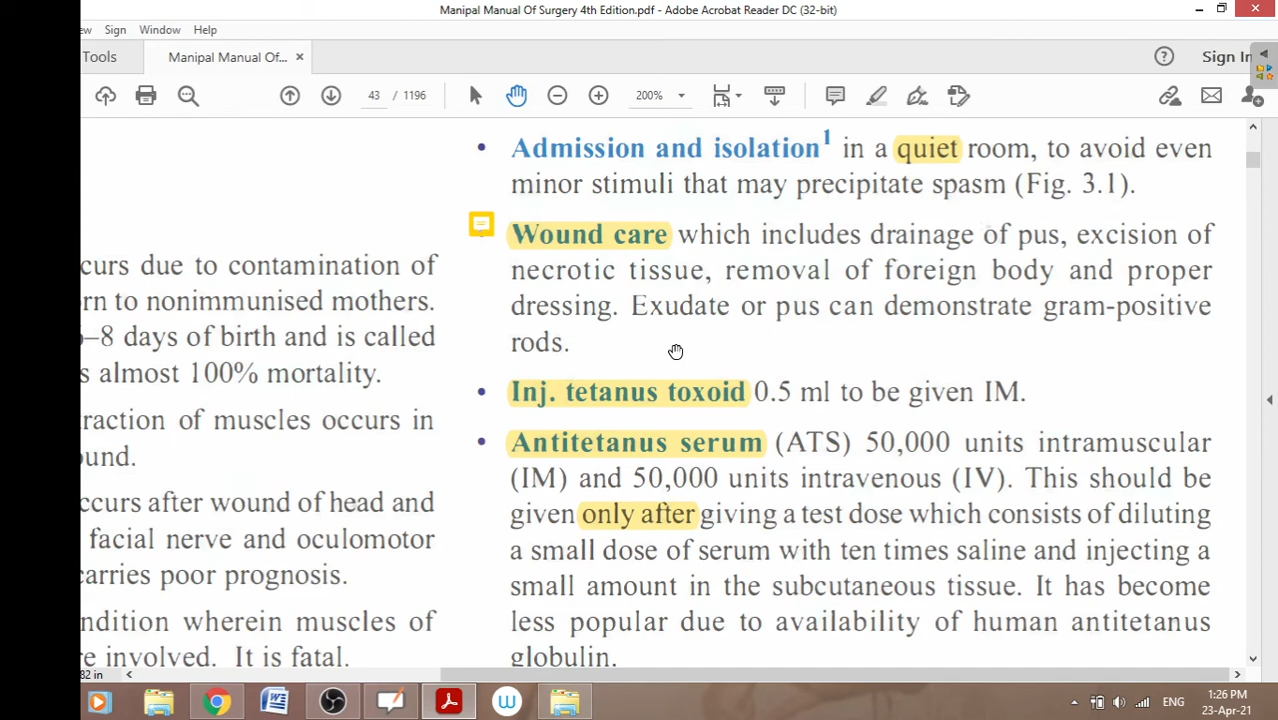 Manipal Manual Of Surgery 4th Edition.pdf - Adobe Acrobat Reader DC (32-bit)
ew Sign Window Help
Tools Manipal Manual Of... × Sign In
43 / 1196 200%
curs due to contamination of
rn to nonimmunised mothers.
–8 days of birth and is called
s almost 100% mortality.
raction of muscles occurs in
ound.
ccurs after wound of head and
facial nerve and oculomotor
carries poor prognosis.
ndition wherein muscles of
re involved. It is fatal.
• Admission and isolation1 in a quiet room, to avoid even
minor stimuli that may precipitate spasm (Fig. 3.1).
Wound care which includes drainage of pus, excision of
necrotic tissue, removal of foreign body and proper
dressing. Exudate or pus can demonstrate gram-positive
rods.
• Inj. tetanus toxoid 0.5 ml to be given IM.
• Antitetanus serum (ATS) 50,000 units intramuscular
(IM) and 50,000 units intravenous (IV). This should be
given only after giving a test dose which consists of diluting
a small dose of serum with ten times saline and injecting a
small amount in the subcutaneous tissue. It has become
less popular due to availability of human antitetanus
globulin.
82 in
ENG
1:26 PM
23-Apr-21